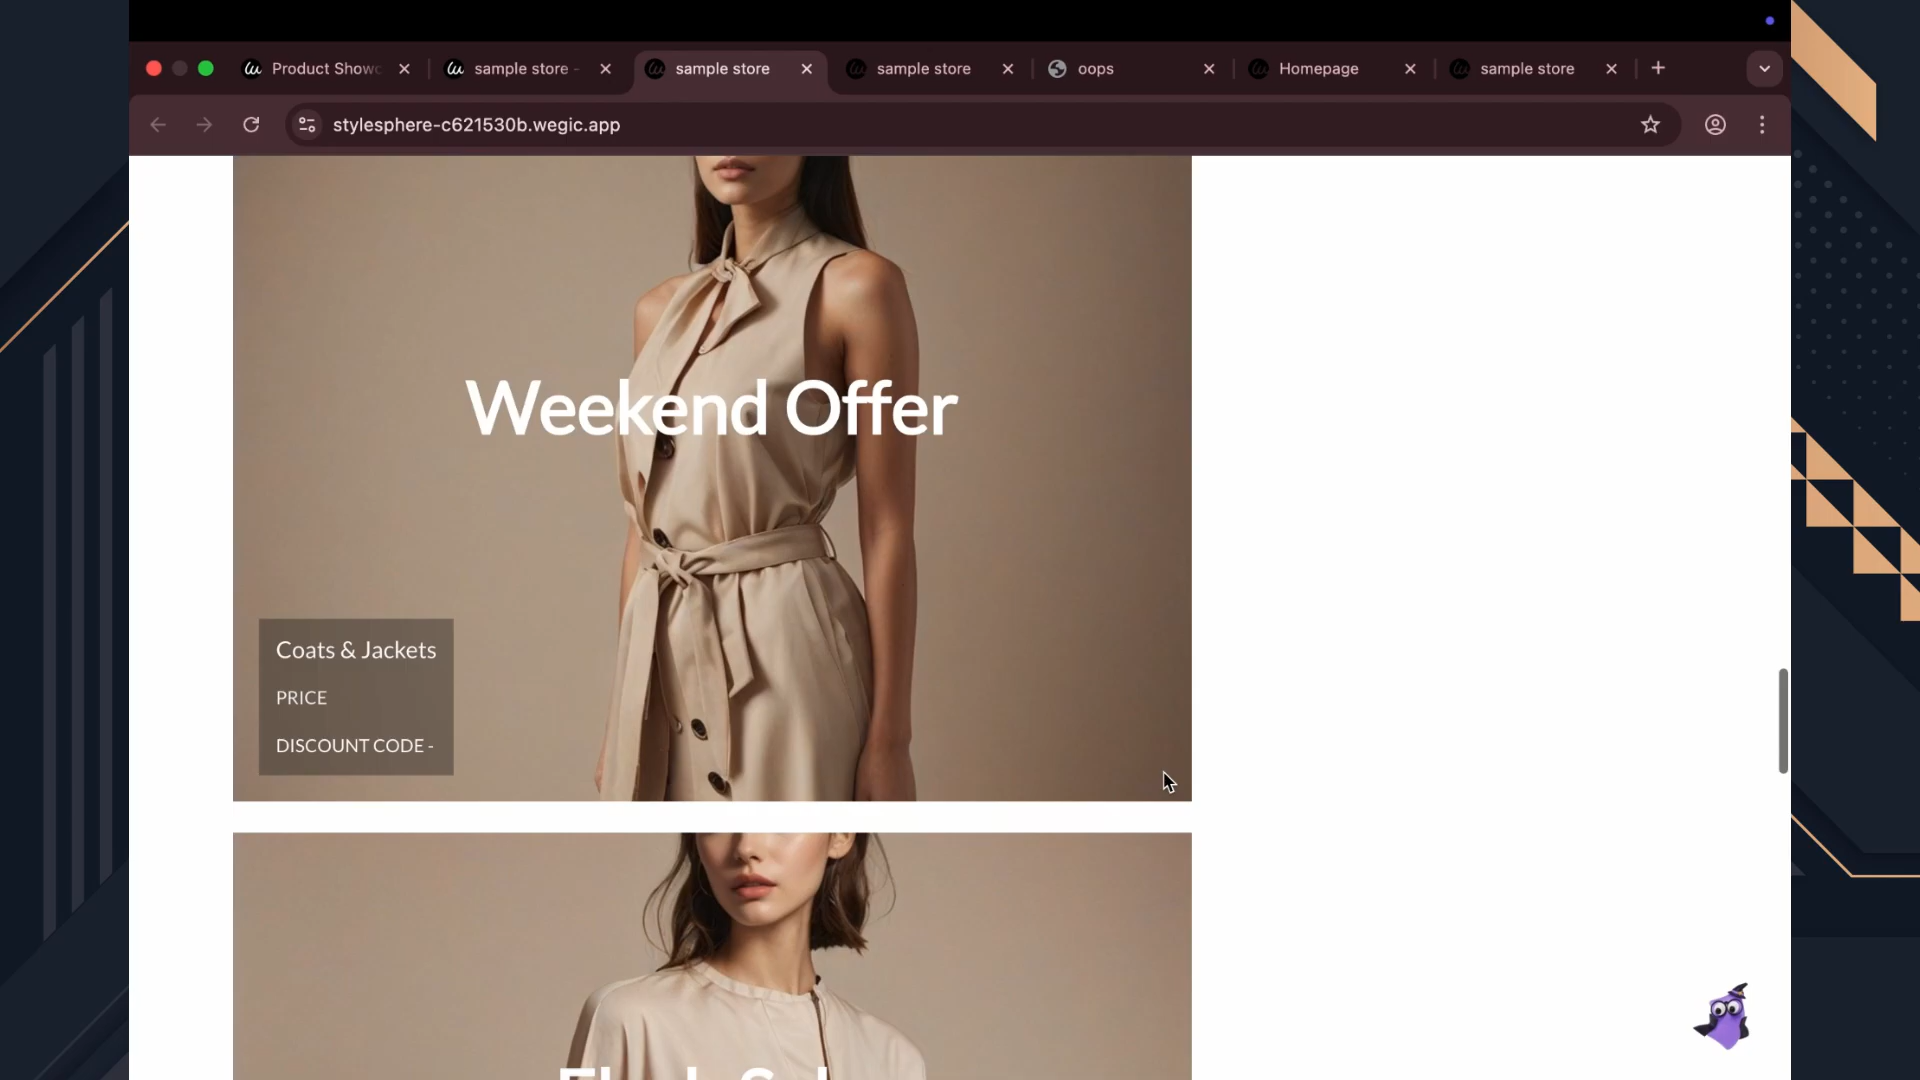 Product Show
sample store -
sample store
sample store
oops
Homepage
sample store
stylesphere-c621530b.wegic.app
Weekend Offer
Coats & Jackets
PRICE
DISCOUNT CODE -